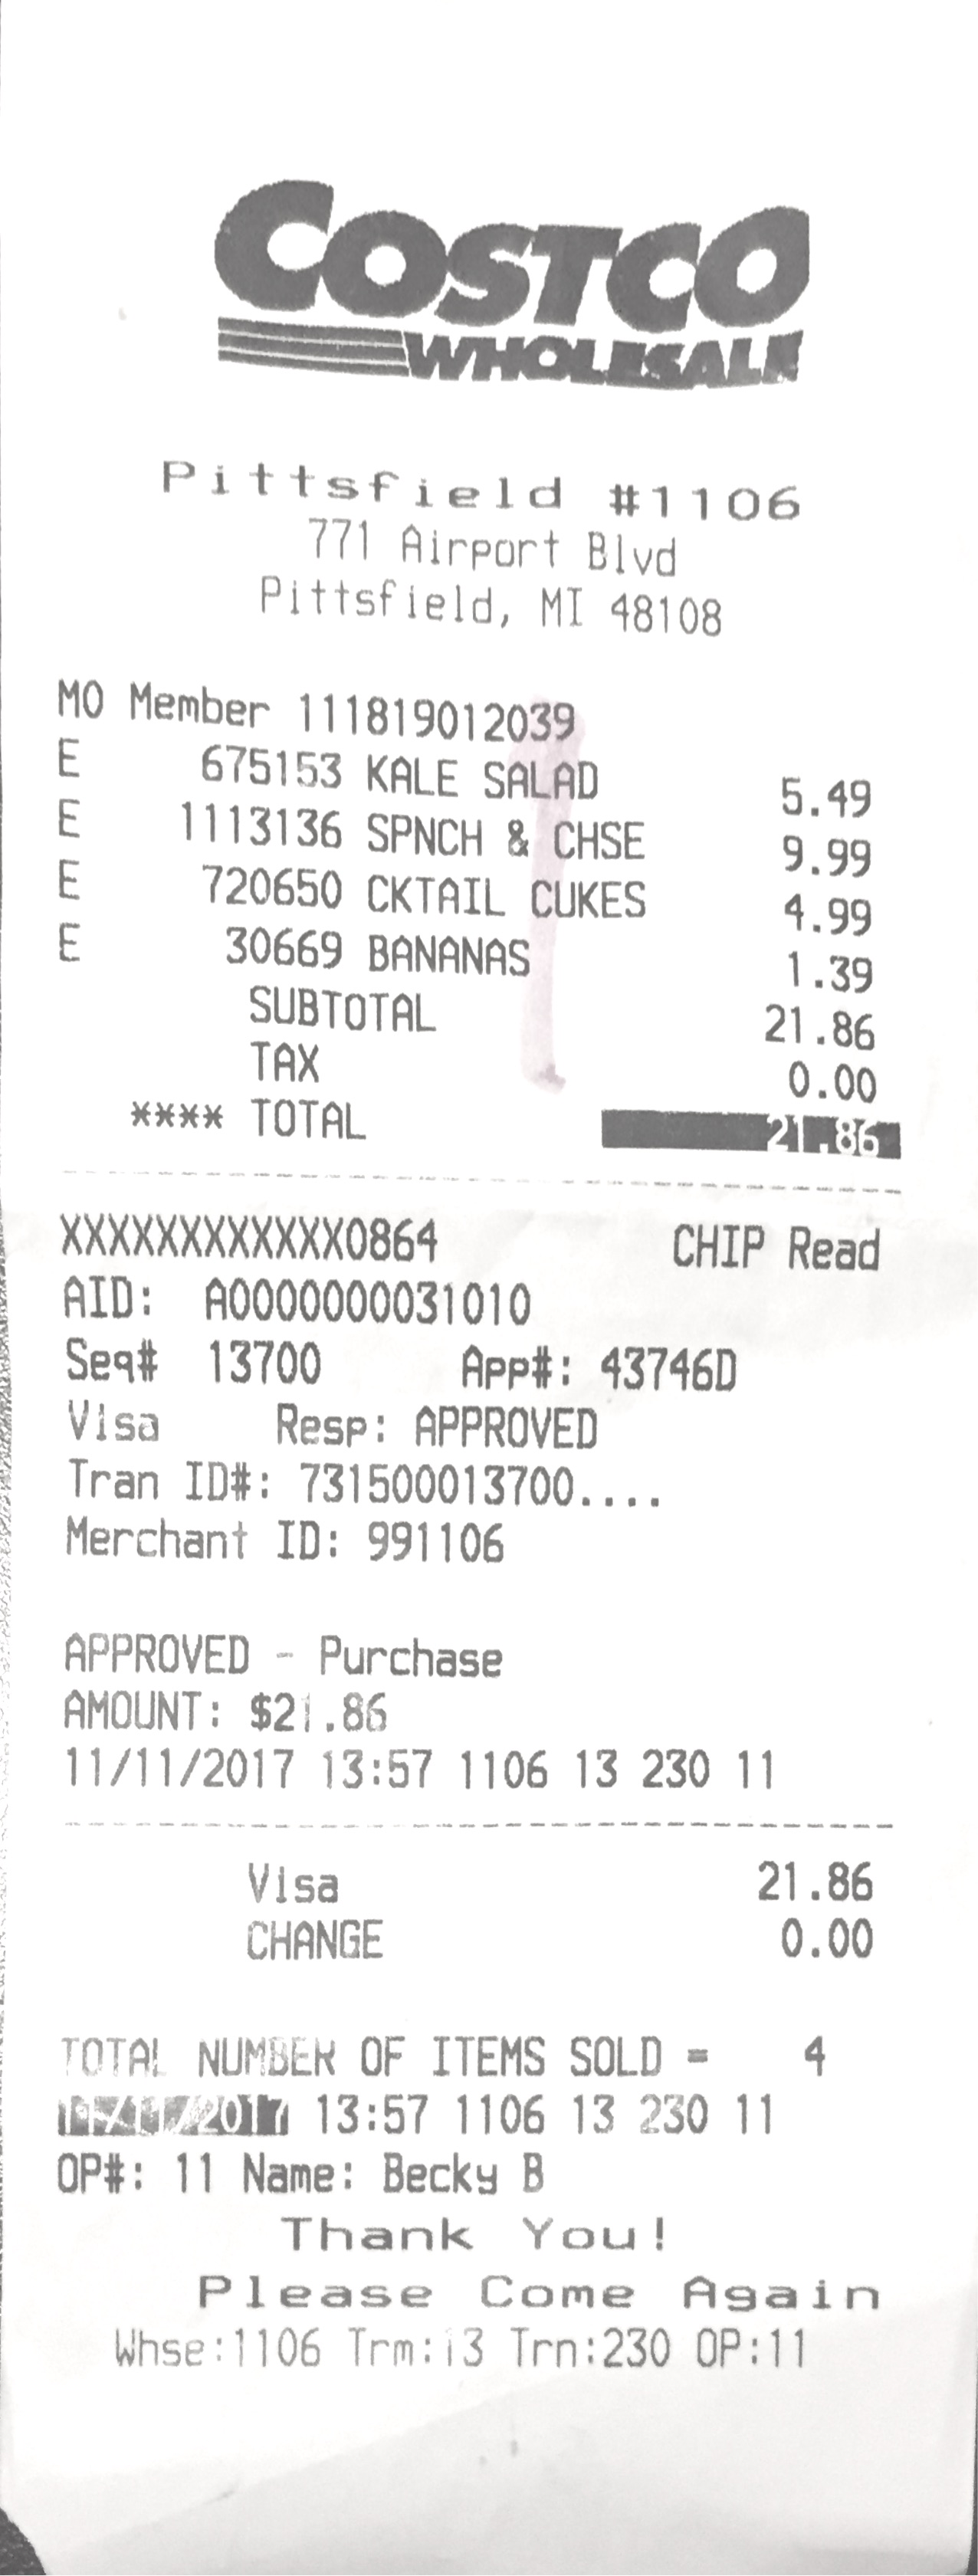 COSTCO
WHOLESALE
Pittsfield #1106
771 Airport Blvd
Pittsfield, MI 48108
MO Member 111819012039
E 675153 KALE SALAD 5.49
E 1113136 SPNCH & CHSE 9.99
E 720650 CKTAIL CUKES 4.99
E 30669 BANANAS 1.39
SUBTOTAL 21.86
TAX 0.00
**** TOTAL 21.86
XXXXXXXXXXXX0864 CHIP Read
AID: A0000000031010
Seq# 13700 App#: 43746D
Visa Resp: APPROVED
Tran ID#: 731500013700....
Merchant ID: 991106
APPROVED - Purchase
AMOUNT: $21.86
11/11/2017 13:57 1106 13 230 11
Visa 21.86
CHANGE 0.00
TOTAL NUMBER OF ITEMS SOLD = 4
11/11/2017 13:57 1106 13 230 11
OP#: 11 Name: Becky B
Thank You!
Please Come Again
Whse:1106 Trm:13 Trn:230 OP:11